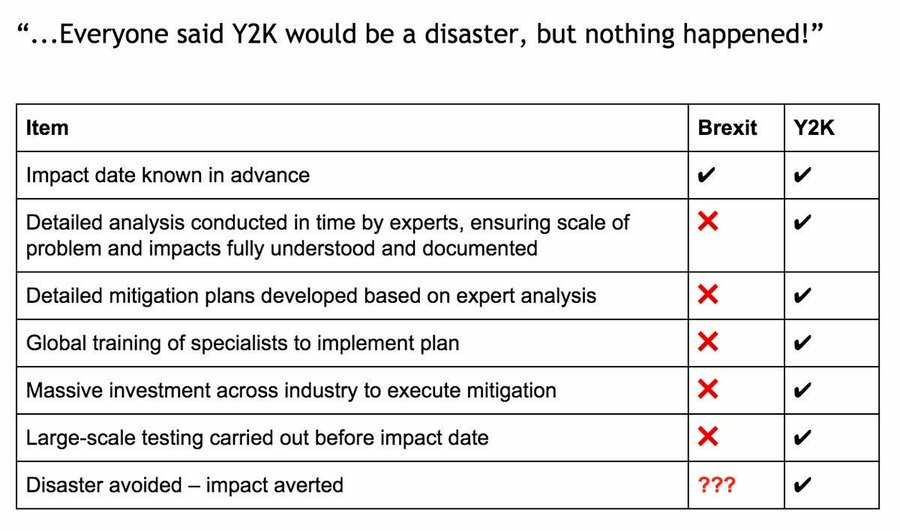 “...Everyone said Y2K would be a disaster, but nothing happened!”
Item Brexit Y2K
Impact date known in advance ✔ ✔
Detailed analysis conducted in time by experts, ensuring scale of
problem and impacts fully understood and documented ❌ ✔
Detailed mitigation plans developed based on expert analysis ❌ ✔
Global training of specialists to implement plan ❌ ✔
Massive investment across industry to execute mitigation ❌ ✔
Large-scale testing carried out before impact date ❌ ✔
Disaster avoided – impact averted ??? ✔